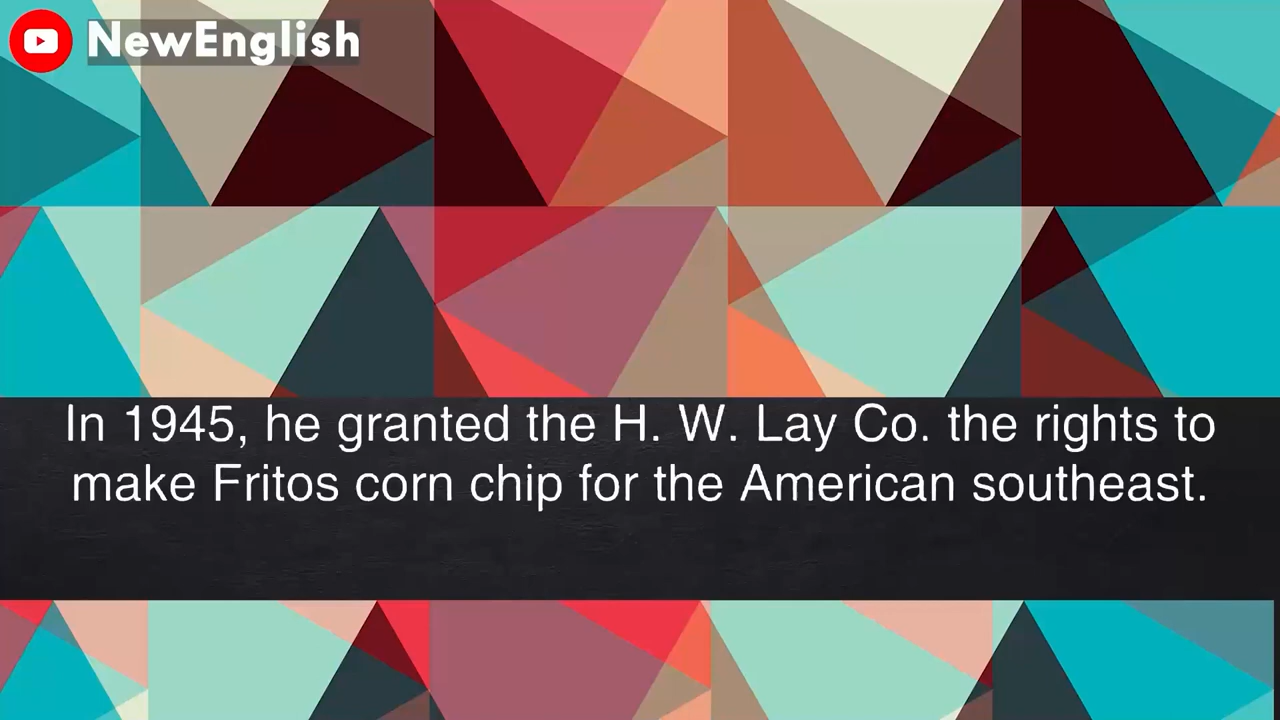 NewEnglish
In 1945, he granted the H. W. Lay Co. the rights to
make Fritos corn chip for the American southeast.